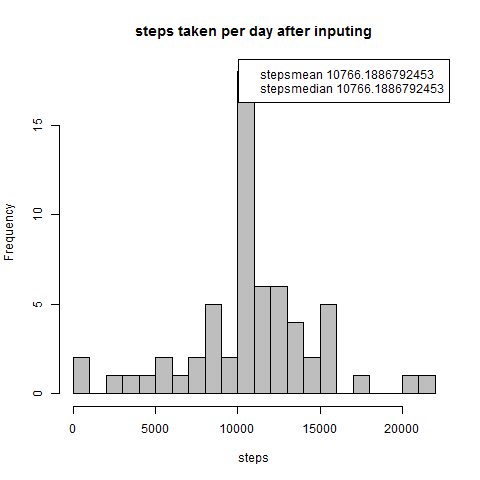 steps taken per day after inputing
stepsmean 10766.1886792453
stepsmedian 10766.1886792453
Frequency
15
10
5
0
0 5000 10000 15000 20000
steps